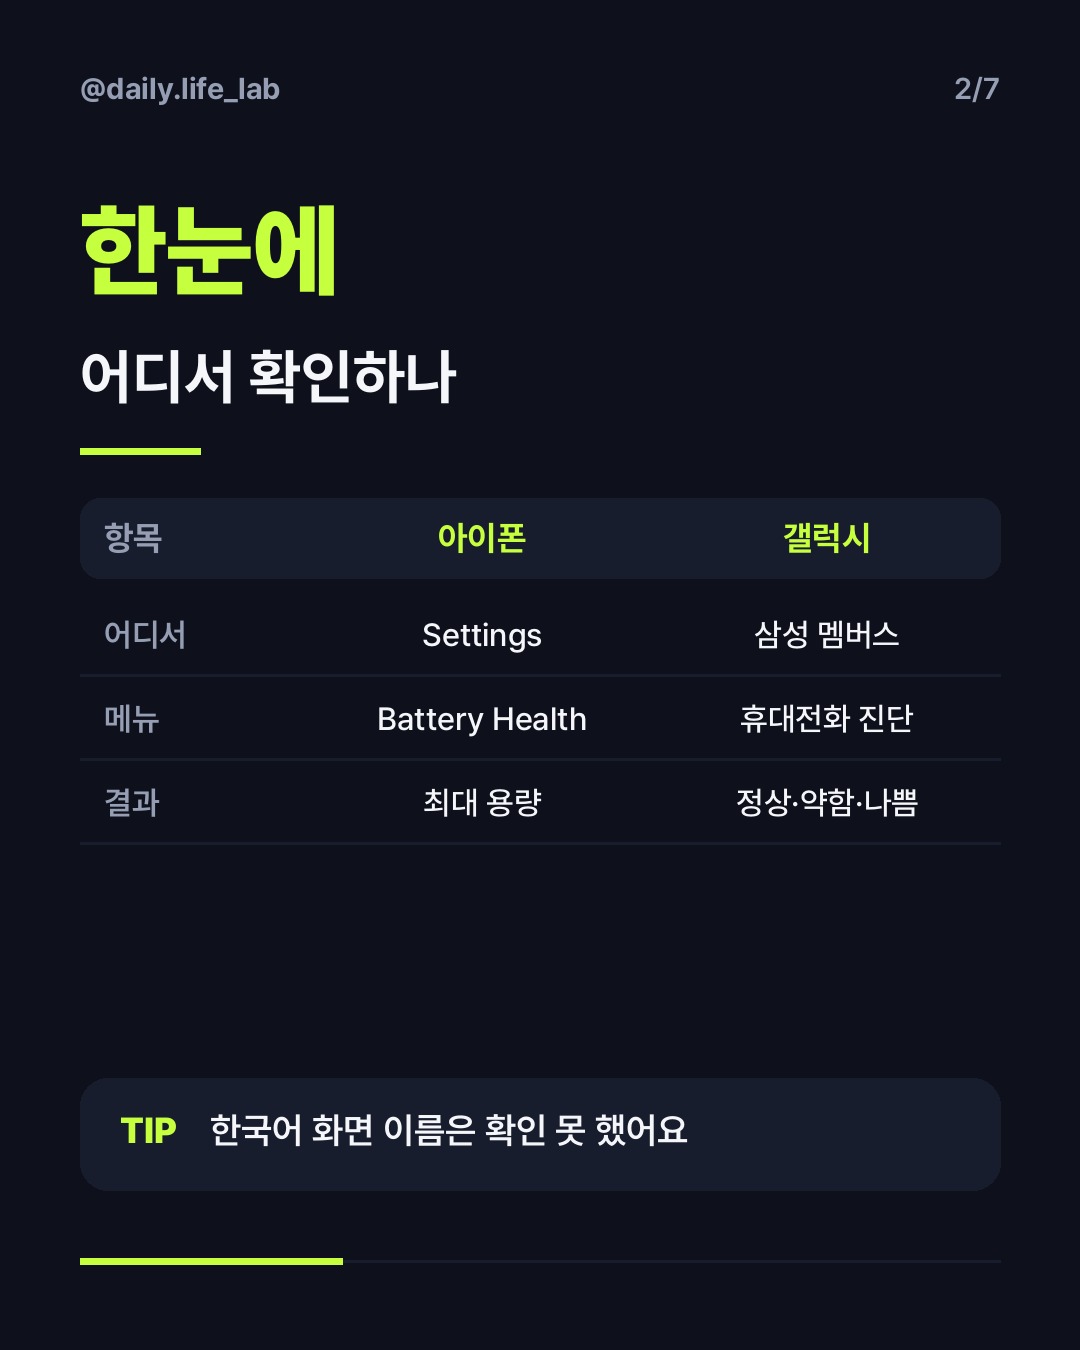 @daily.life_lab 2/7
한눈에
어디서 확인하나
항목 아이폰 갤럭시
어디서 Settings 삼성 멤버스
메뉴 Battery Health 휴대전화 진단
결과 최대 용량 정상·약함·나쁨
TIP 한국어 화면 이름은 확인 못 했어요